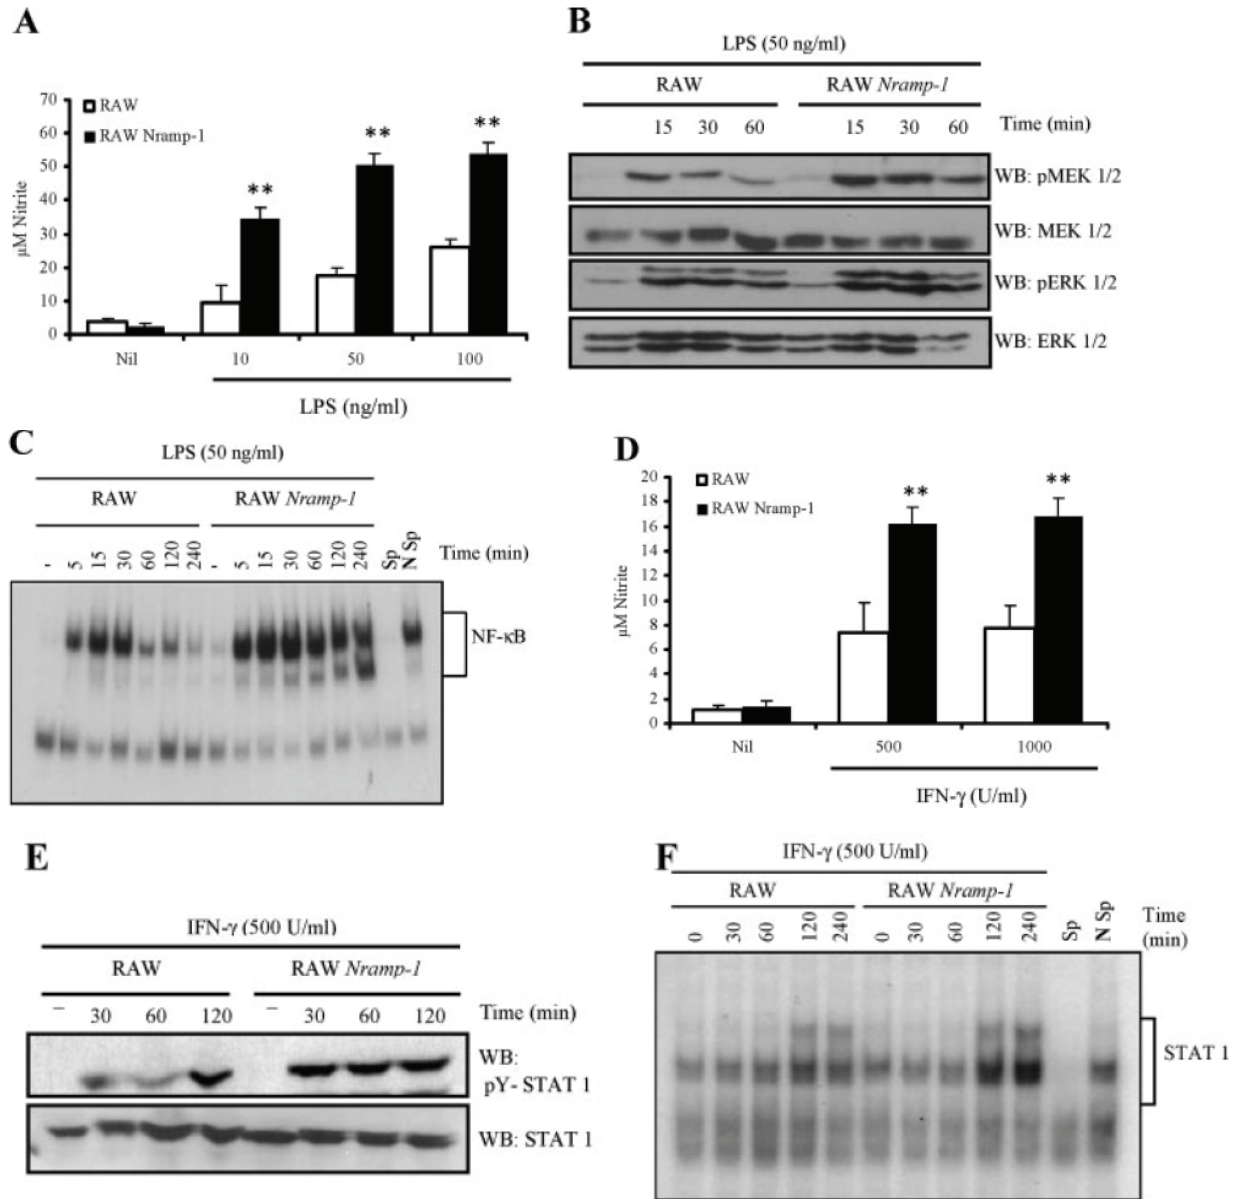 A
70
60
50
40
30
20
10
0
µM Nitrite
RAW
RAW Nramp-1
**
**
**
Nil
10
50
100
LPS (ng/ml)
B
LPS (50 ng/ml)
RAW
RAW Nramp-1
15 30 60 15 30 60 Time (min)
WB: pMEK 1/2
WB: MEK 1/2
WB: pERK 1/2
WB: ERK 1/2
C
LPS (50 ng/ml)
RAW
RAW Nramp-1
- 5 15 30 60 120 240 - 5 15 30 60 120 240 Sp N Sp Time (min)
NF-κB
D
20
18
16
14
12
10
8
6
4
2
0
µM Nitrite
RAW
RAW Nramp-1
**
**
Nil
500
1000
IFN-γ (U/ml)
E
IFN-γ (500 U/ml)
RAW
RAW Nramp-1
– 30 60 120 – 30 60 120 Time (min)
WB:
pY- STAT 1
WB: STAT 1
F
IFN-γ (500 U/ml)
RAW
RAW Nramp-1
0 30 60 120 240 0 30 60 120 240 Sp N Sp Time
(min)
STAT 1